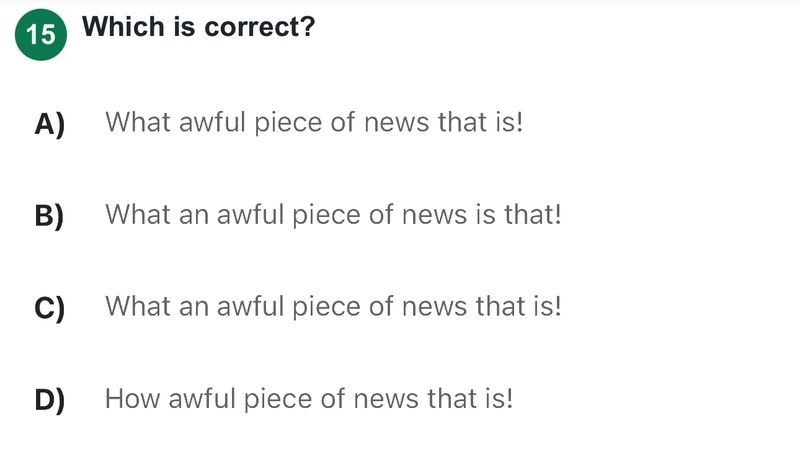 15 Which is correct?
A) What awful piece of news that is!
B) What an awful piece of news is that!
C) What an awful piece of news that is!
D) How awful piece of news that is!